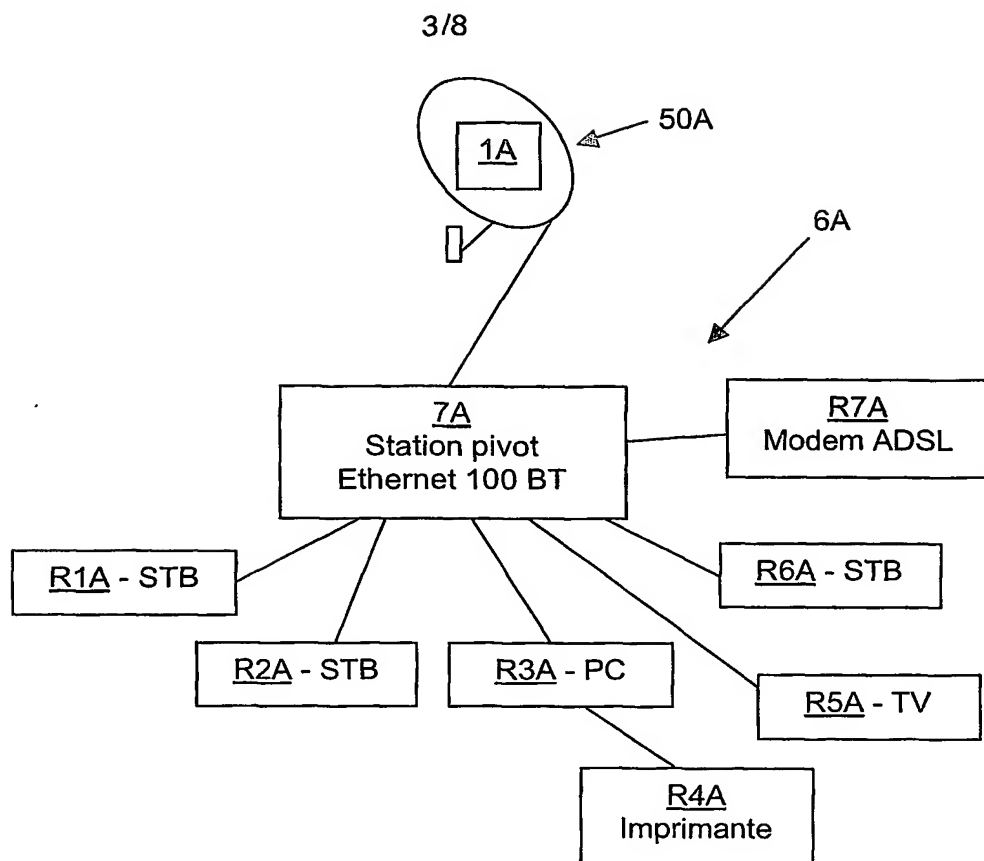 3/8
50A
1A
6A
7A
Station pivot
Ethernet 100 BT
R7A
Modem ADSL
R1A - STB
R6A - STB
R2A - STB
R3A - PC
R5A - TV
R4A
Imprimante